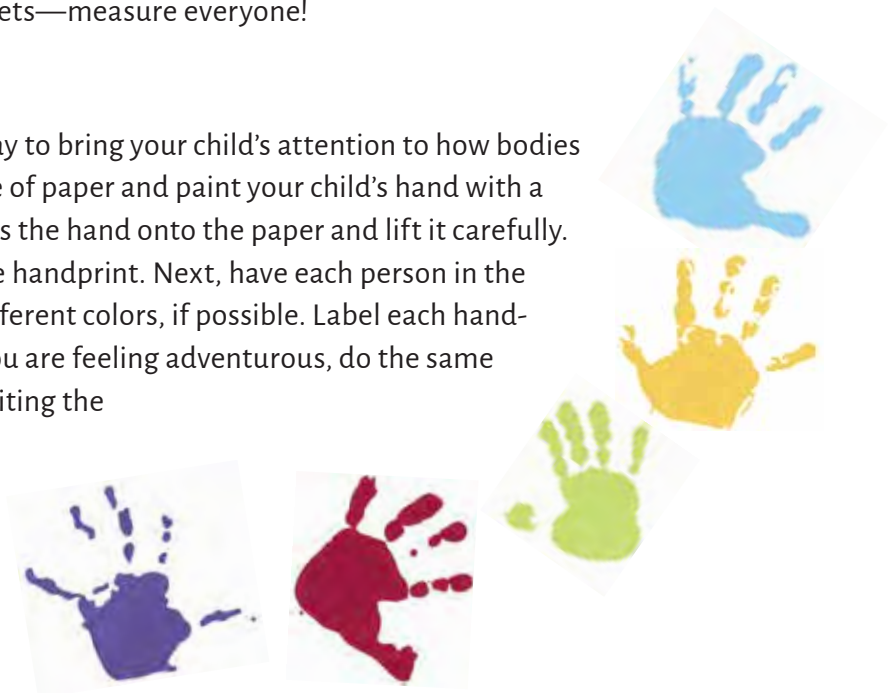 ets—measure everyone!
ay to bring your child’s attention to how bodies
e of paper and paint your child’s hand with a
s the hand onto the paper and lift it carefully.
e handprint. Next, have each person in the
fferent colors, if possible. Label each hand-
ou are feeling adventurous, do the same
iting the